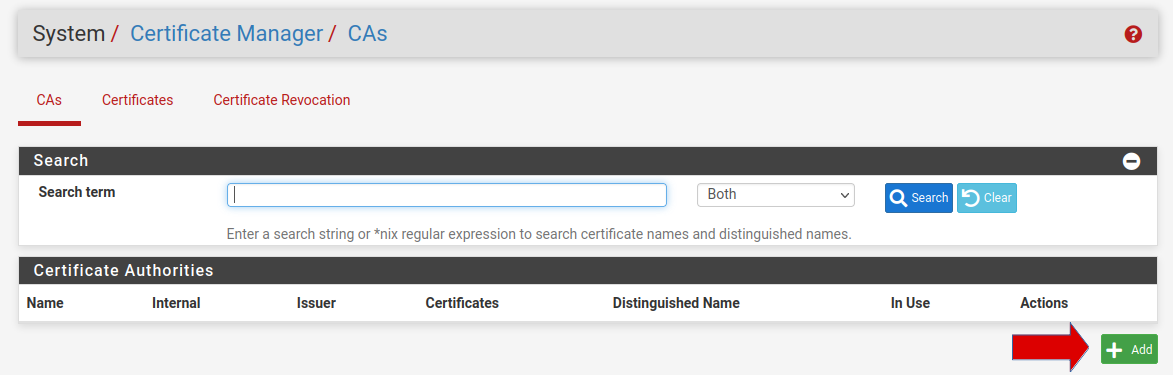 System / Certificate Manager / CAs
CAs Certificates Certificate Revocation
Search
Search term Both Search Clear
Enter a search string or *nix regular expression to search certificate names and distinguished names.
Certificate Authorities
Name Internal Issuer Certificates Distinguished Name In Use Actions
Add